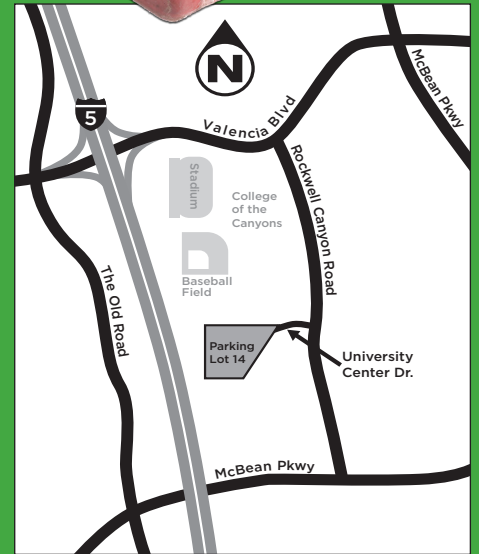 N
McBean Pkwy
Valencia Blvd
5
Rockwell Canyon Road
Stadium
College
of the
Canyons
Baseball
Field
The Old Road
Parking
Lot 14
University
Center Dr.
McBean Pkwy